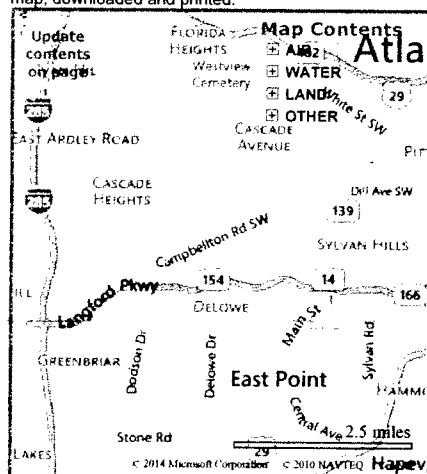 map, downloaded and printed.
Update contents on page
Map Contents
AIR
WATER
LAND
OTHER
FLORIDA HEIGHTS
Westview Cemetery
Atla
White St SW
29
EAST ARDLEY ROAD
CASCADE AVENUE
CASCADE HEIGHTS
Dill Ave SW
139
Campbellton Rd SW
SYLVAN HILLS
Langford Pkwy
154
14
166
DELOWE
Main St
GREENBRIAR
Dodson Dr
Delowe Dr
Sylvan Rd
East Point
HAMMO
Central Ave
2.5 miles
Stone Rd
29
LAKES
© 2014 Microsoft Corporation
© 2010 NAVTEQ
Hapev